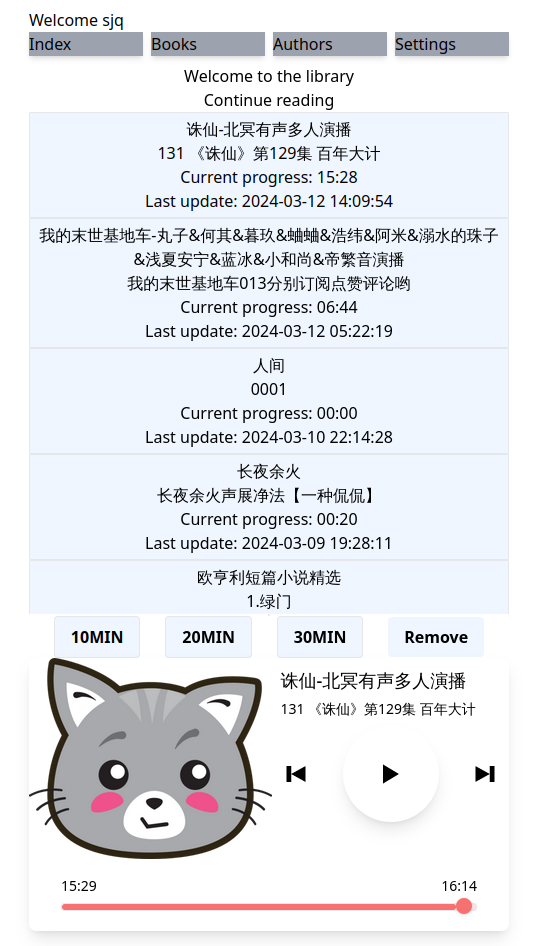 Welcome sjq
Index Books Authors Settings
Welcome to the library
Continue reading
诛仙-北冥有声多人演播
131 《诛仙》第129集 百年大计
Current progress: 15:28
Last update: 2024-03-12 14:09:54
我的末世基地车-丸子&何其&暮玖&蛐蛐&浩纬&阿米&溺水的珠子
&浅夏安宁&蓝冰&小和尚&帝繁音演播
我的末世基地车013分别订阅点赞评论哟
Current progress: 06:44
Last update: 2024-03-12 05:22:19
人间
0001
Current progress: 00:00
Last update: 2024-03-10 22:14:28
长夜余火
长夜余火声展净法【一种侃侃】
Current progress: 00:20
Last update: 2024-03-09 19:28:11
欧亨利短篇小说精选
1.绿门
10MIN 20MIN 30MIN Remove
诛仙-北冥有声多人演播
131 《诛仙》第129集 百年大计
15:29 16:14